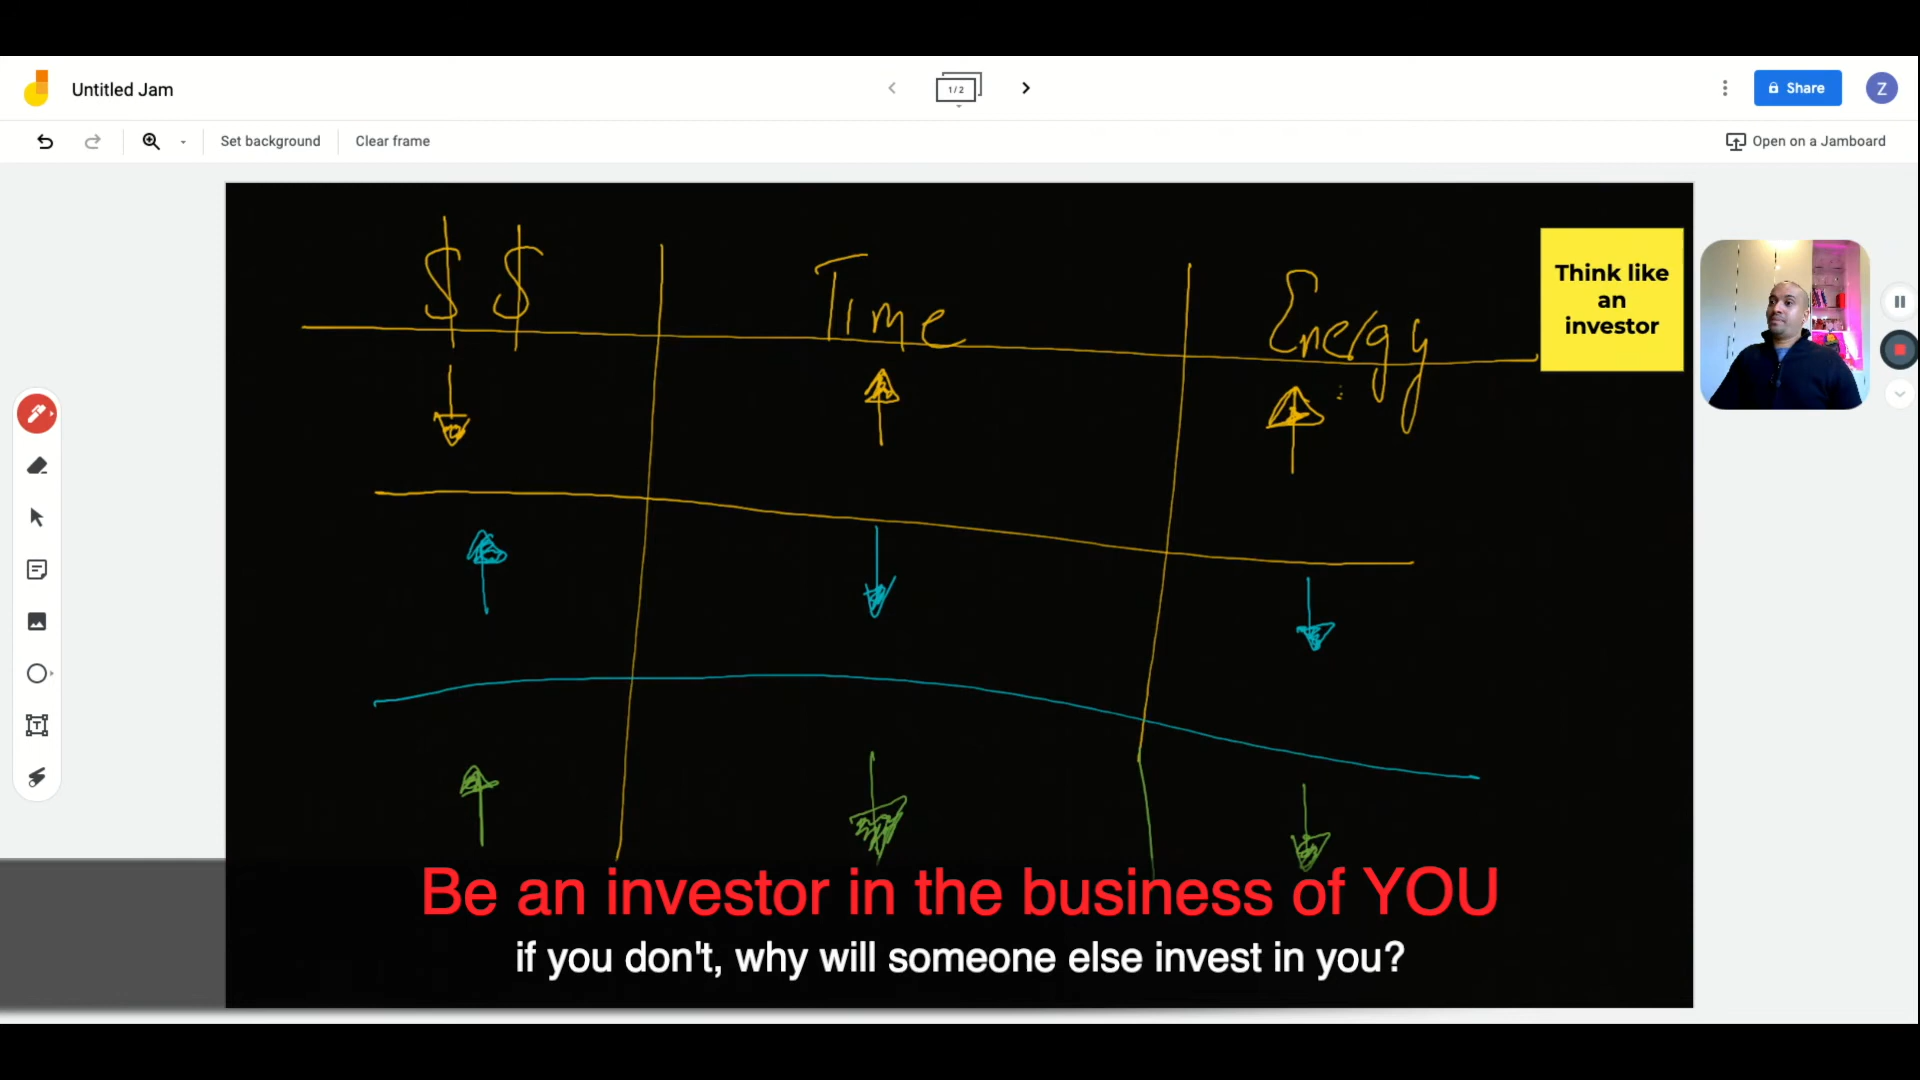 Untitled Jam
1/2
Share
Z
Set background
Clear frame
Open on a Jamboard
$ $
Time
Energy
Think like
an
investor
Be an investor in the business of YOU
if you don't, why will someone else invest in you?